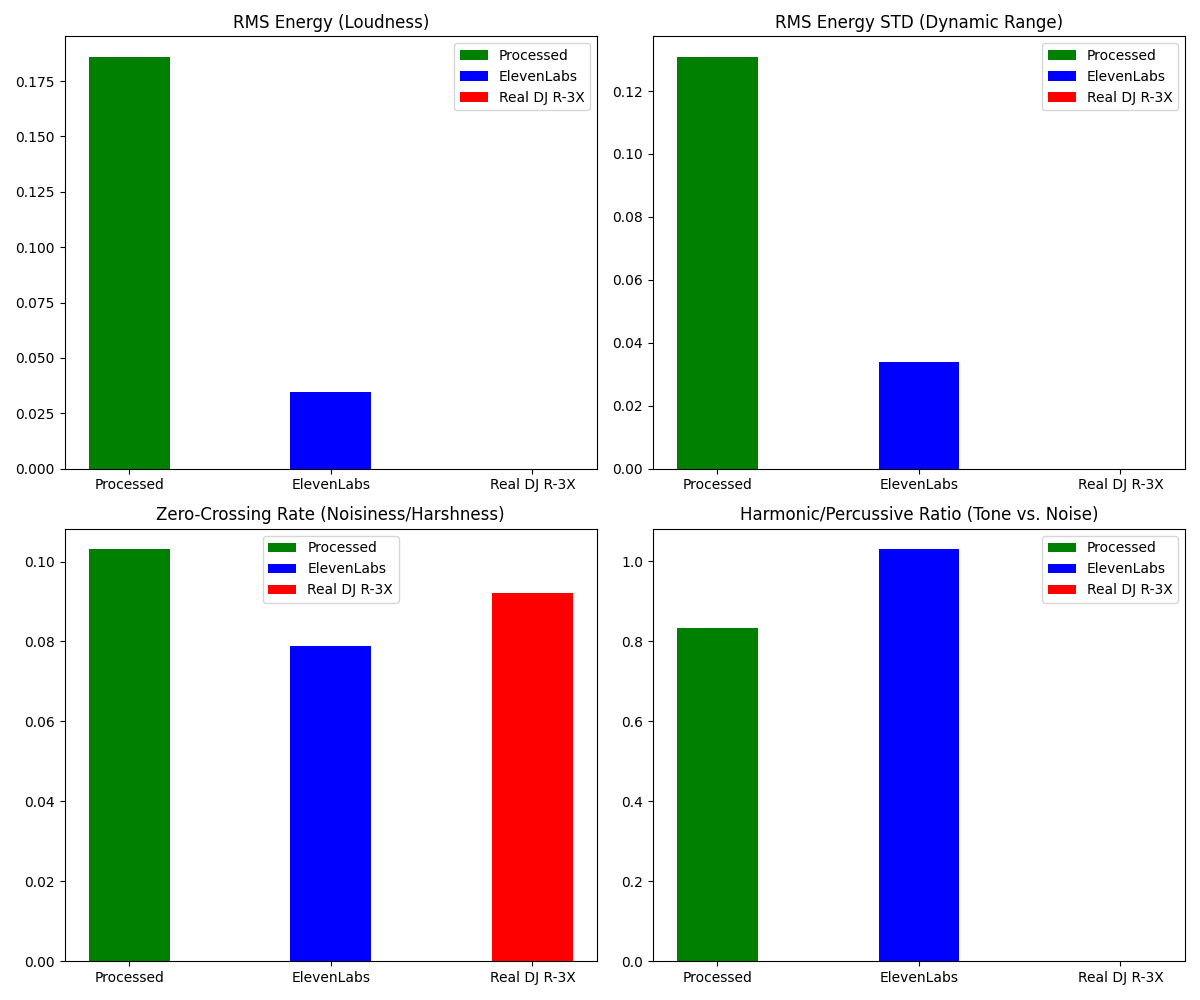 RMS Energy (Loudness)
0.175
0.150
0.125
0.100
0.075
0.050
0.025
0.000
Processed
ElevenLabs
Real DJ R-3X
Processed ElevenLabs Real DJ R-3X
RMS Energy STD (Dynamic Range)
0.12
0.10
0.08
0.06
0.04
0.02
0.00
Processed
ElevenLabs
Real DJ R-3X
Processed ElevenLabs Real DJ R-3X
Zero-Crossing Rate (Noisiness/Harshness)
0.10
0.08
0.06
0.04
0.02
0.00
Processed
ElevenLabs
Real DJ R-3X
Processed ElevenLabs Real DJ R-3X
Harmonic/Percussive Ratio (Tone vs. Noise)
1.0
0.8
0.6
0.4
0.2
0.0
Processed
ElevenLabs
Real DJ R-3X
Processed ElevenLabs Real DJ R-3X